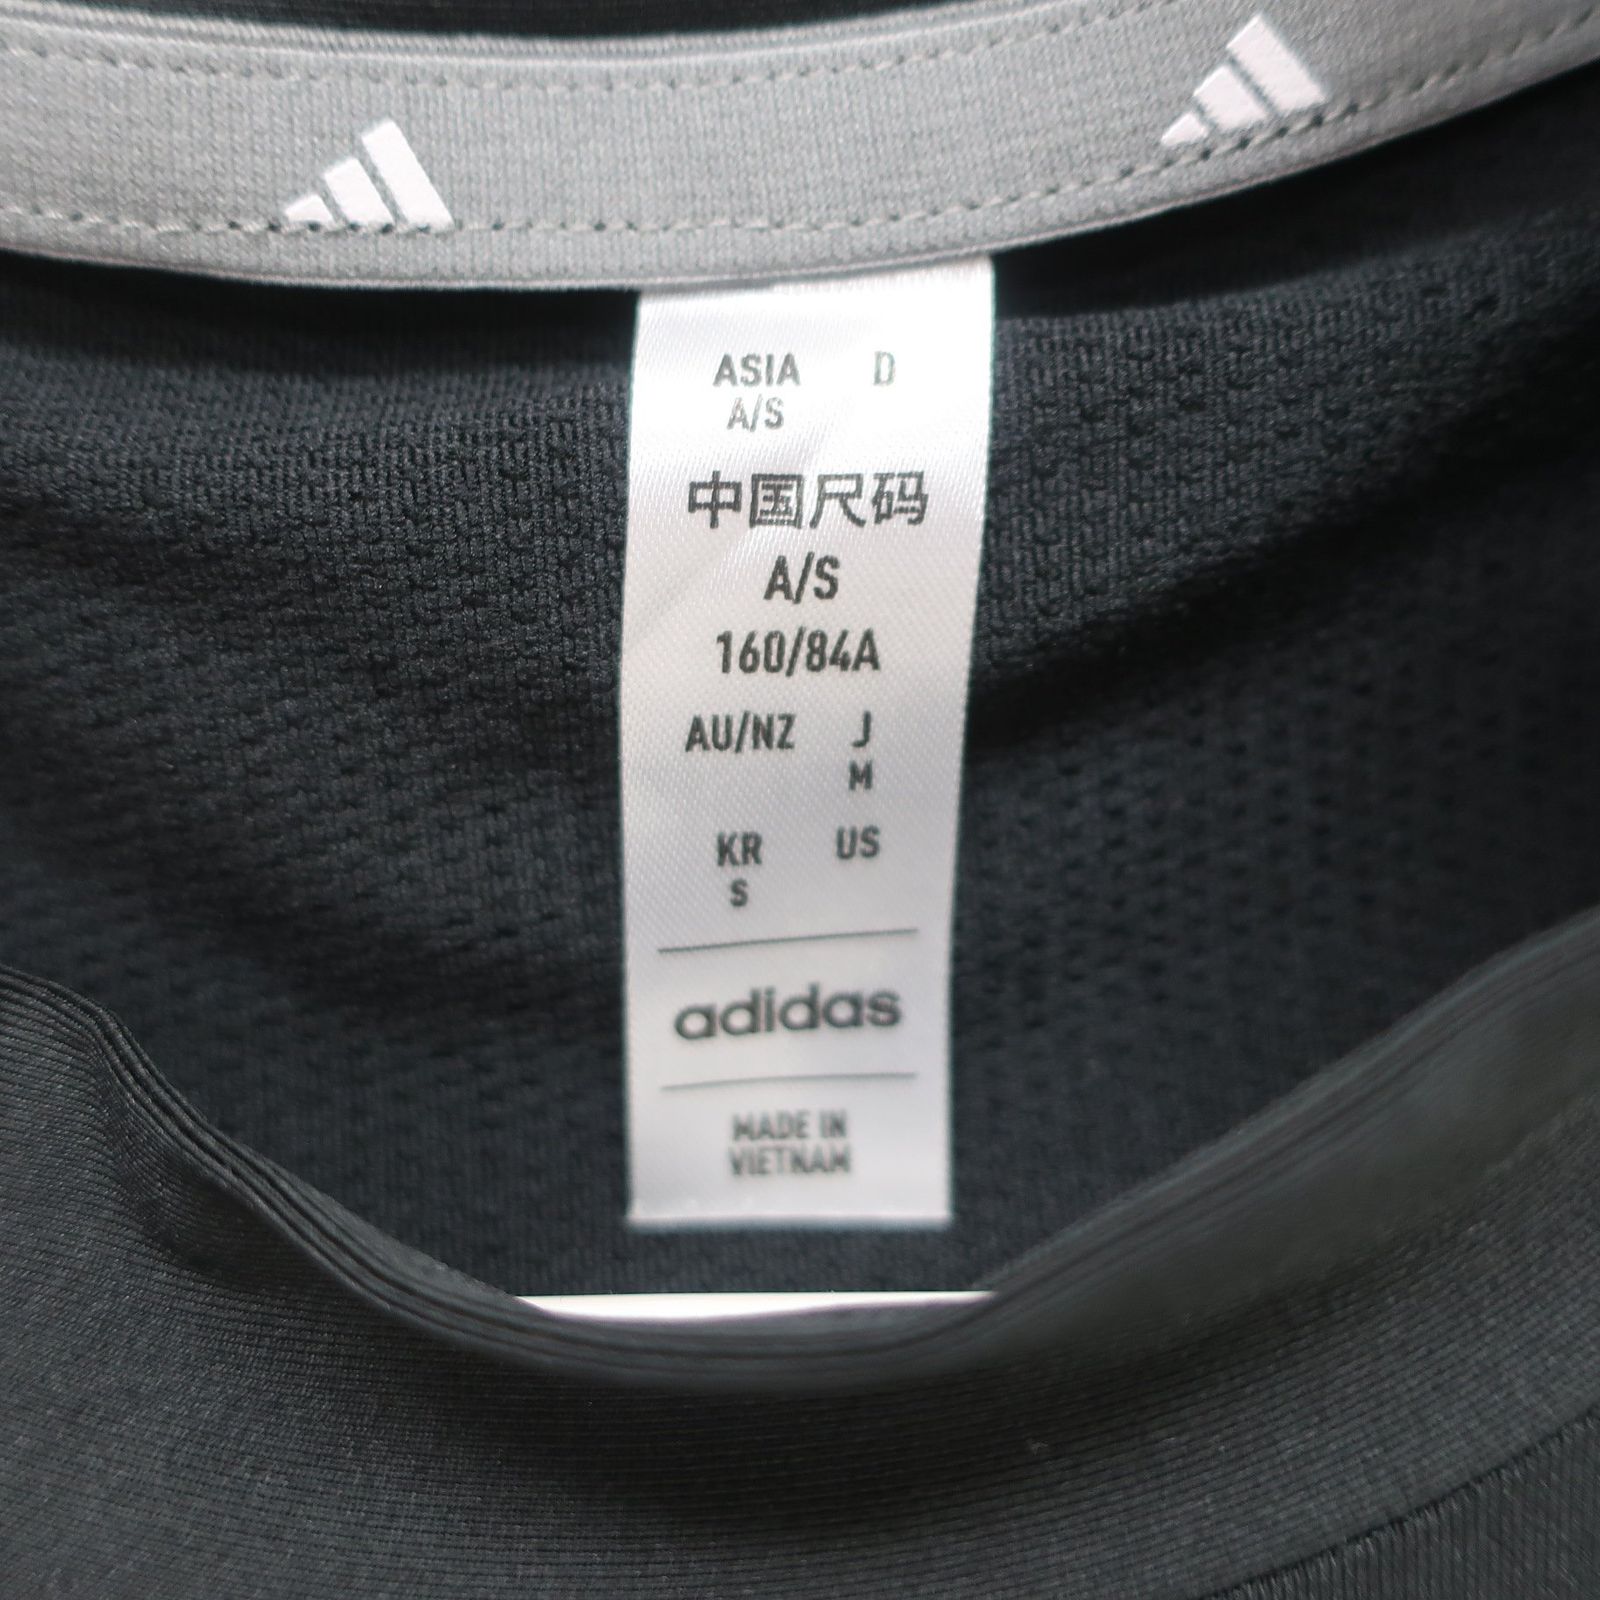 ASIA D
A/S
中国尺码
A/S
160/84A
AU/NZ J
M
KR US
S
adidas
MADE IN
VIETNAM